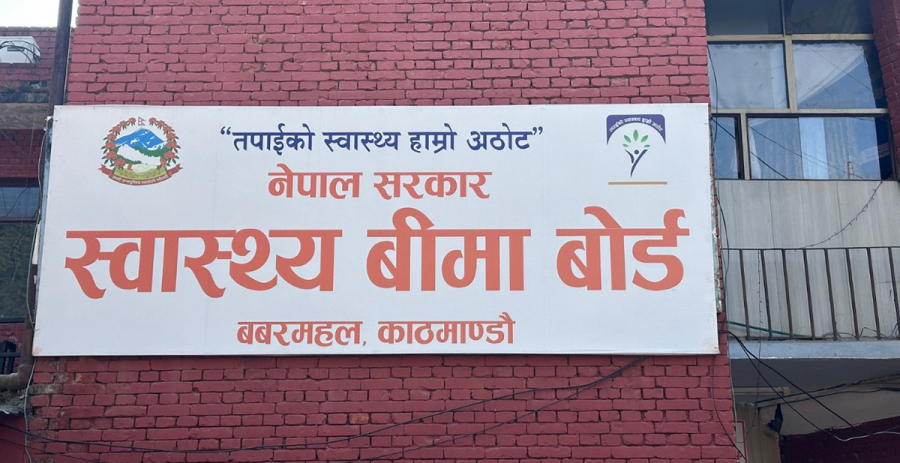 “तपाईको स्वास्थ्य हाम्रो अठोट”
नेपाल सरकार
स्वास्थ्य बीमा बोर्ड
बबरमहल, काठमाण्डौ